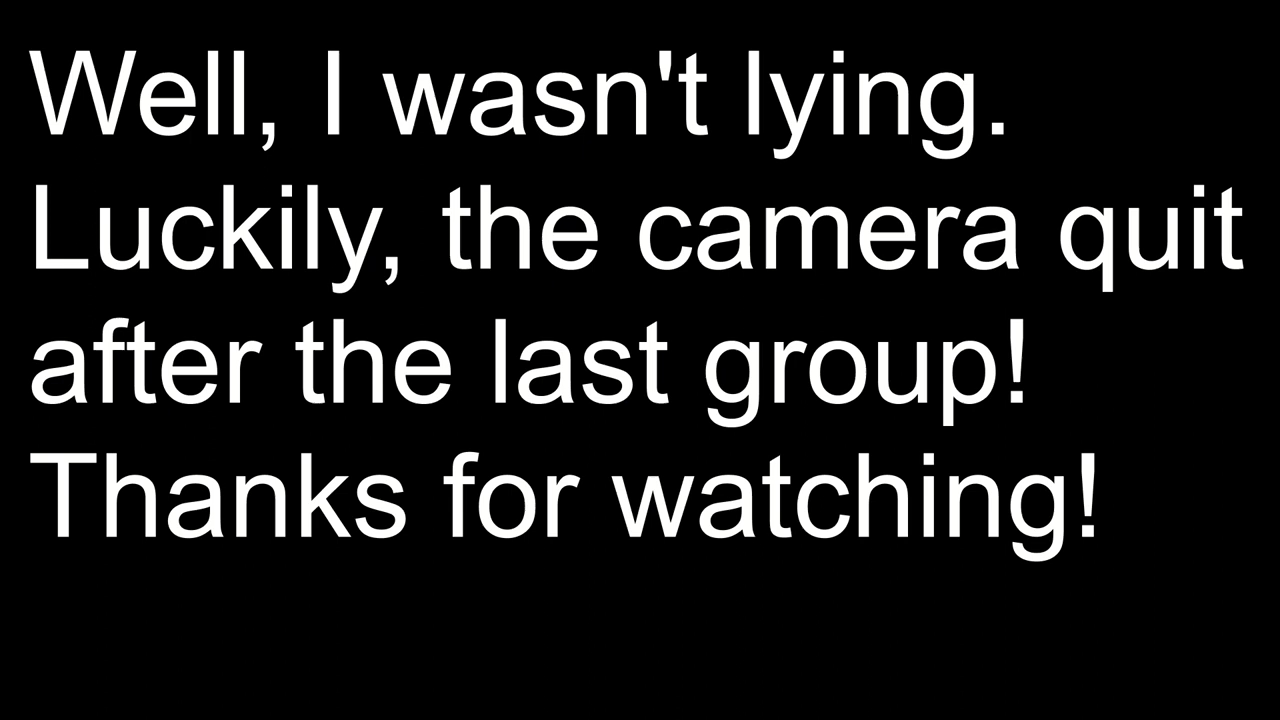 Well, I wasn't lying.
Luckily, the camera quit
after the last group!
Thanks for watching!